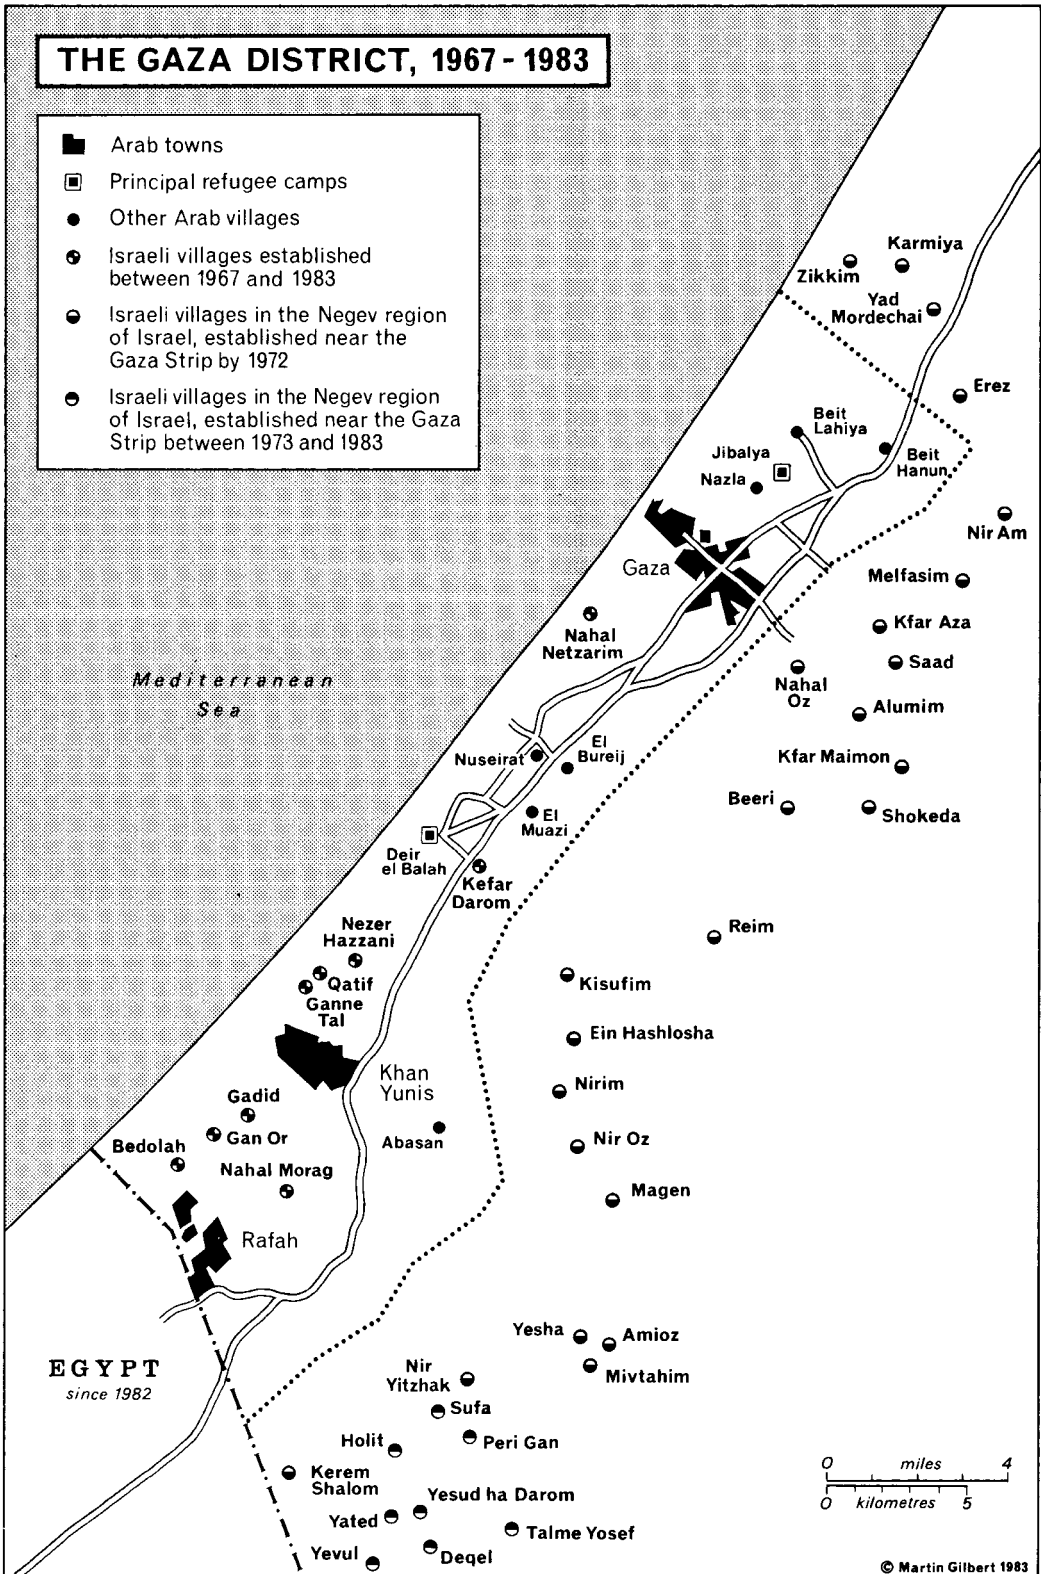 THE GAZA DISTRICT, 1967-1983
Arab towns
Principal refugee camps
Other Arab villages
Israeli villages established
between 1967 and 1983
Israeli villages in the Negev region
of Israel, established near the
Gaza Strip by 1972
Israeli villages in the Negev region
of Israel, established near the Gaza
Strip between 1973 and 1983
Karmiya
Zikkim
Yad
Mordechai
Erez
Beit
Lahiya
Jibalya
Beit
Hanun
Nazla
Nir Am
Gaza
Melfasim
Nahal
Netzarim
Kfar Aza
Saad
Mediterranean
Sea
Nahal
Oz
Alumim
El
Bureij
Nuseirat
Kfar Maimon
Beeri
Shokeda
El
Muazi
Deir
el Balah
Kefar
Darom
Nezer
Hazzani
Reim
Qatif
Kisufim
Ganne
Tal
Ein Hashlosha
Khan
Yunis
Nirim
Gadid
Gan Or
Abasan
Nir Oz
Bedolah
Nahal Morag
Magen
Rafah
Yesha
Amioz
EGYPT
since 1982
Nir
Yitzhak
Mivtahim
Sufa
Holit
Peri Gan
Kerem
Shalom
0 miles 4
0 kilometres 5
Yesud ha Darom
Yated
Talme Yosef
Yevul
Deqel
© Martin Gilbert 1983